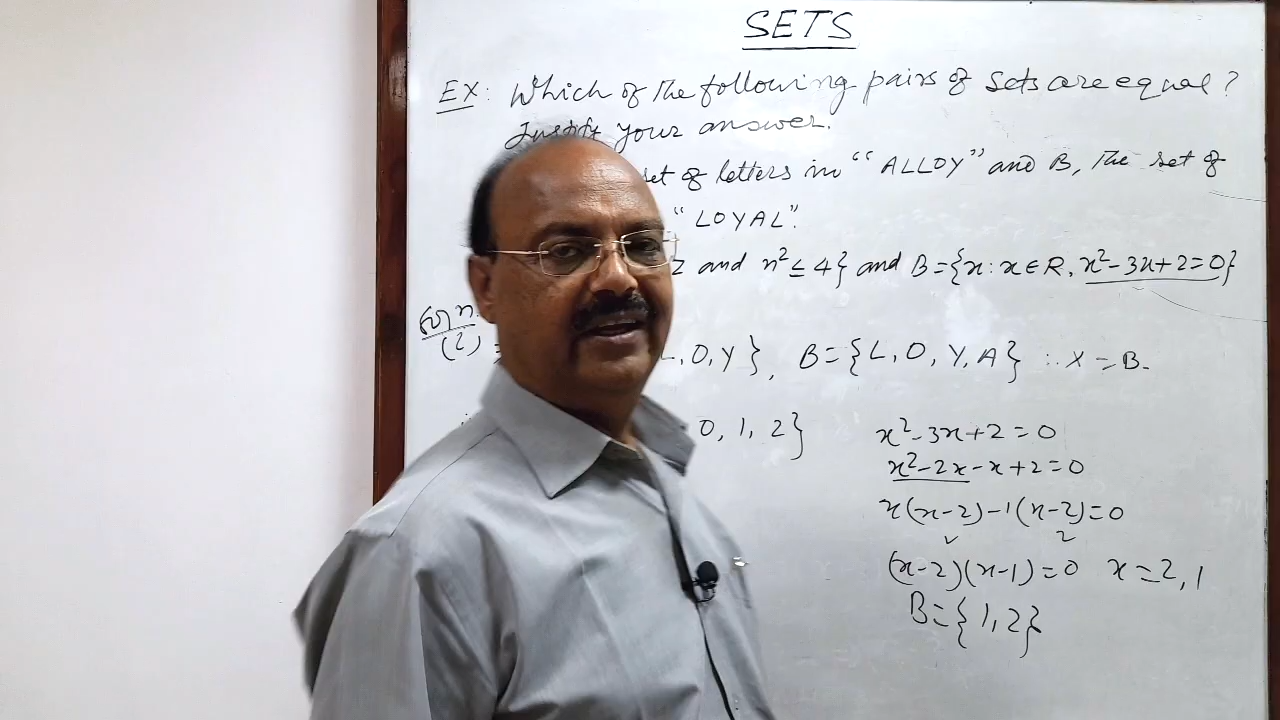 SETS
EX: Which of the following pairs of sets are equal?
Justify your answer.
set of letters in "ALLOY" and B, The set of
"LOYAL".
Z and n² ≤ 4} and B={x: x∈R, x²-3x+2=0}
Soln.
(i) L, O, Y}, B={L, O, Y, A} ∴ X = B.
0, 1, 2}
x²-3x+2=0
x²-2x-x+2=0
x(x-2)-1(x-2)=0
(x-2)(x-1)=0 x=2,1
B={1,2}